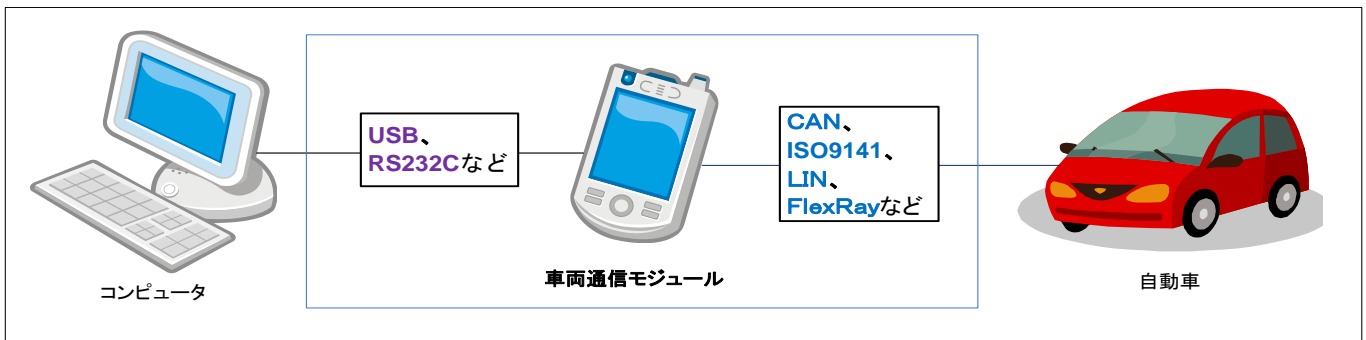 USB、
RS232Cなど
CAN、
ISO9141、
LIN、
FlexRayなど
コンピュータ
車両通信モジュール
自動車